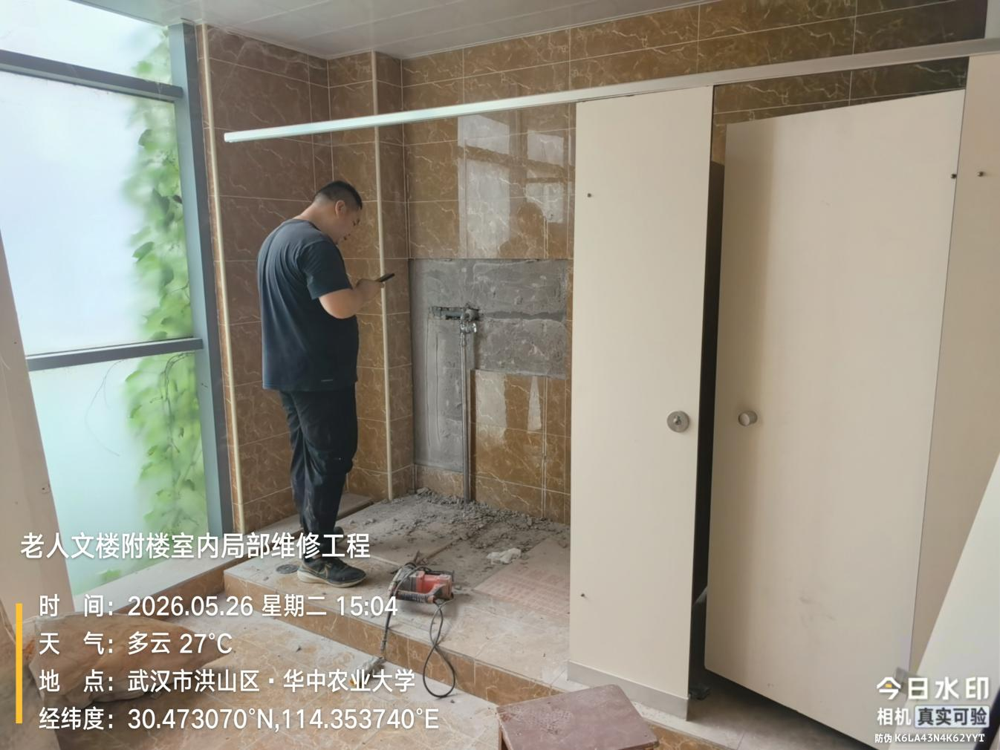 老人文楼附楼室内局部维修工程
时 间：2026.05.26 星期二 15:04
天 气：多云 27°C
地 点：武汉市洪山区·华中农业大学
经纬度：30.473070°N,114.353740°E
今日水印
相机 真实可验
防伪 K6LA43N4K62YYT